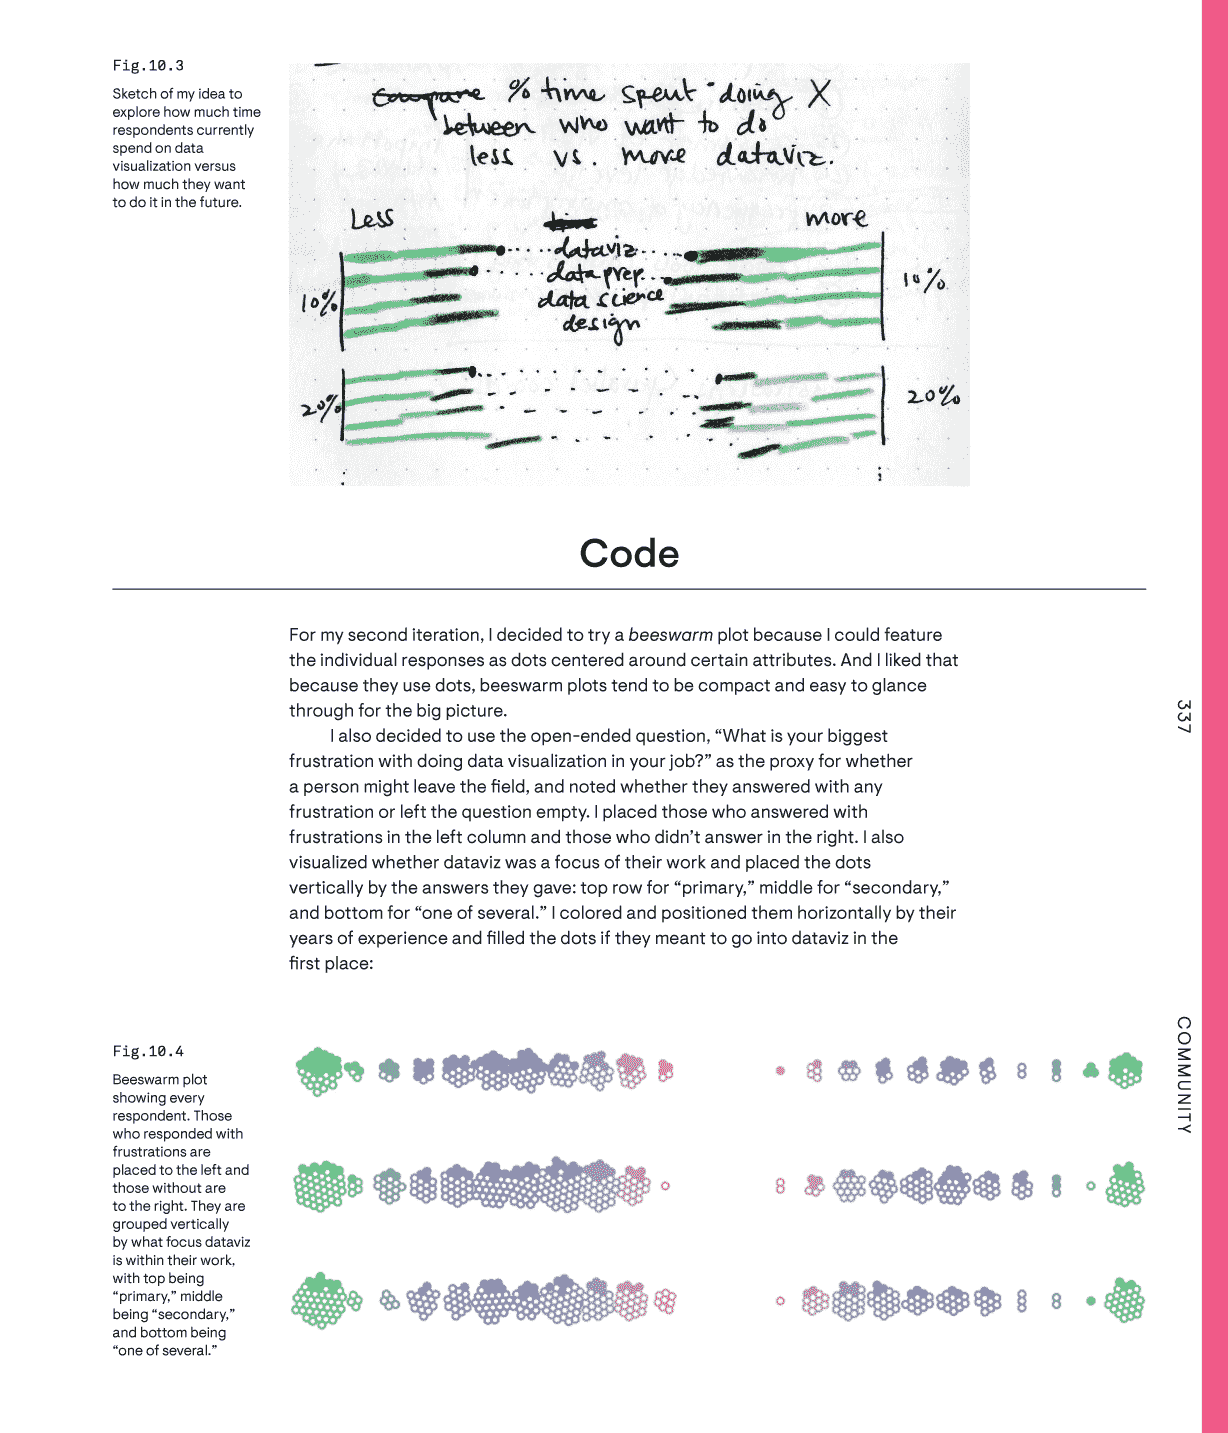 Fig.10.3
Sketch of my idea to
explore how much time
respondents currently
spend on data
visualization versus
how much they want
to do it in the future.
Compare % time spent doing X
between who want to do
less vs. more dataviz.
Less
time
more
dataviz
data prep
data science
design
10%
10%
20%
20%
Code
For my second iteration, I decided to try a beeswarm plot because I could feature
the individual responses as dots centered around certain attributes. And I liked that
because they use dots, beeswarm plots tend to be compact and easy to glance
through for the big picture.
I also decided to use the open-ended question, “What is your biggest
frustration with doing data visualization in your job?” as the proxy for whether
a person might leave the field, and noted whether they answered with any
frustration or left the question empty. I placed those who answered with
frustrations in the left column and those who didn’t answer in the right. I also
visualized whether dataviz was a focus of their work and placed the dots
vertically by the answers they gave: top row for “primary,” middle for “secondary,”
and bottom for “one of several.” I colored and positioned them horizontally by their
years of experience and filled the dots if they meant to go into dataviz in the
first place:
337
COMMUNITY
Fig.10.4
Beeswarm plot
showing every
respondent. Those
who responded with
frustrations are
placed to the left and
those without are
to the right. They are
grouped vertically
by what focus dataviz
is within their work,
with top being
“primary,” middle
being “secondary,”
and bottom being
“one of several.”